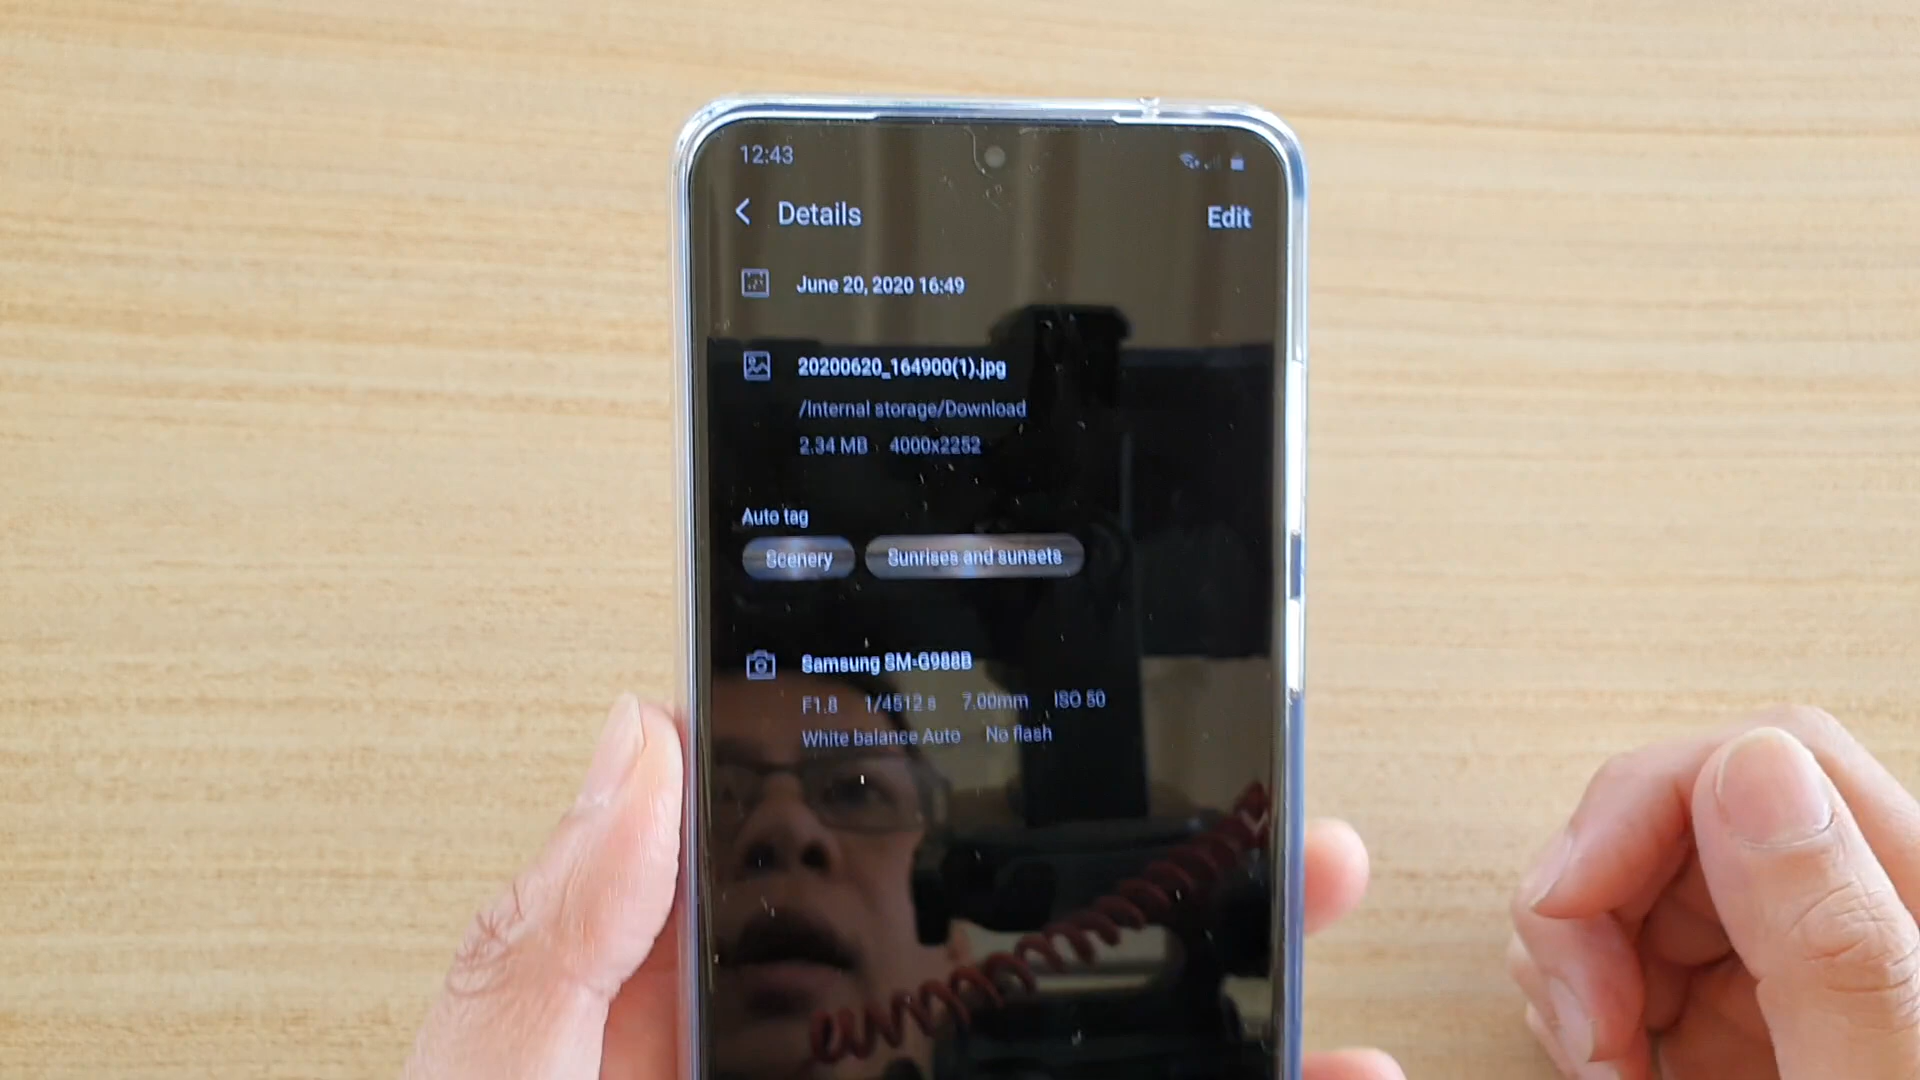 12:43
Details
Edit
June 20, 2020 16:49
20200620_164900(1).jpg
/Internal storage/Download
2.34 MB 4000x2252
Auto tag
Scenery Sunrises and sunsets
Samsung SM-G988B
F1.8 1/4512 s 7.00mm ISO 50
White balance Auto No flash